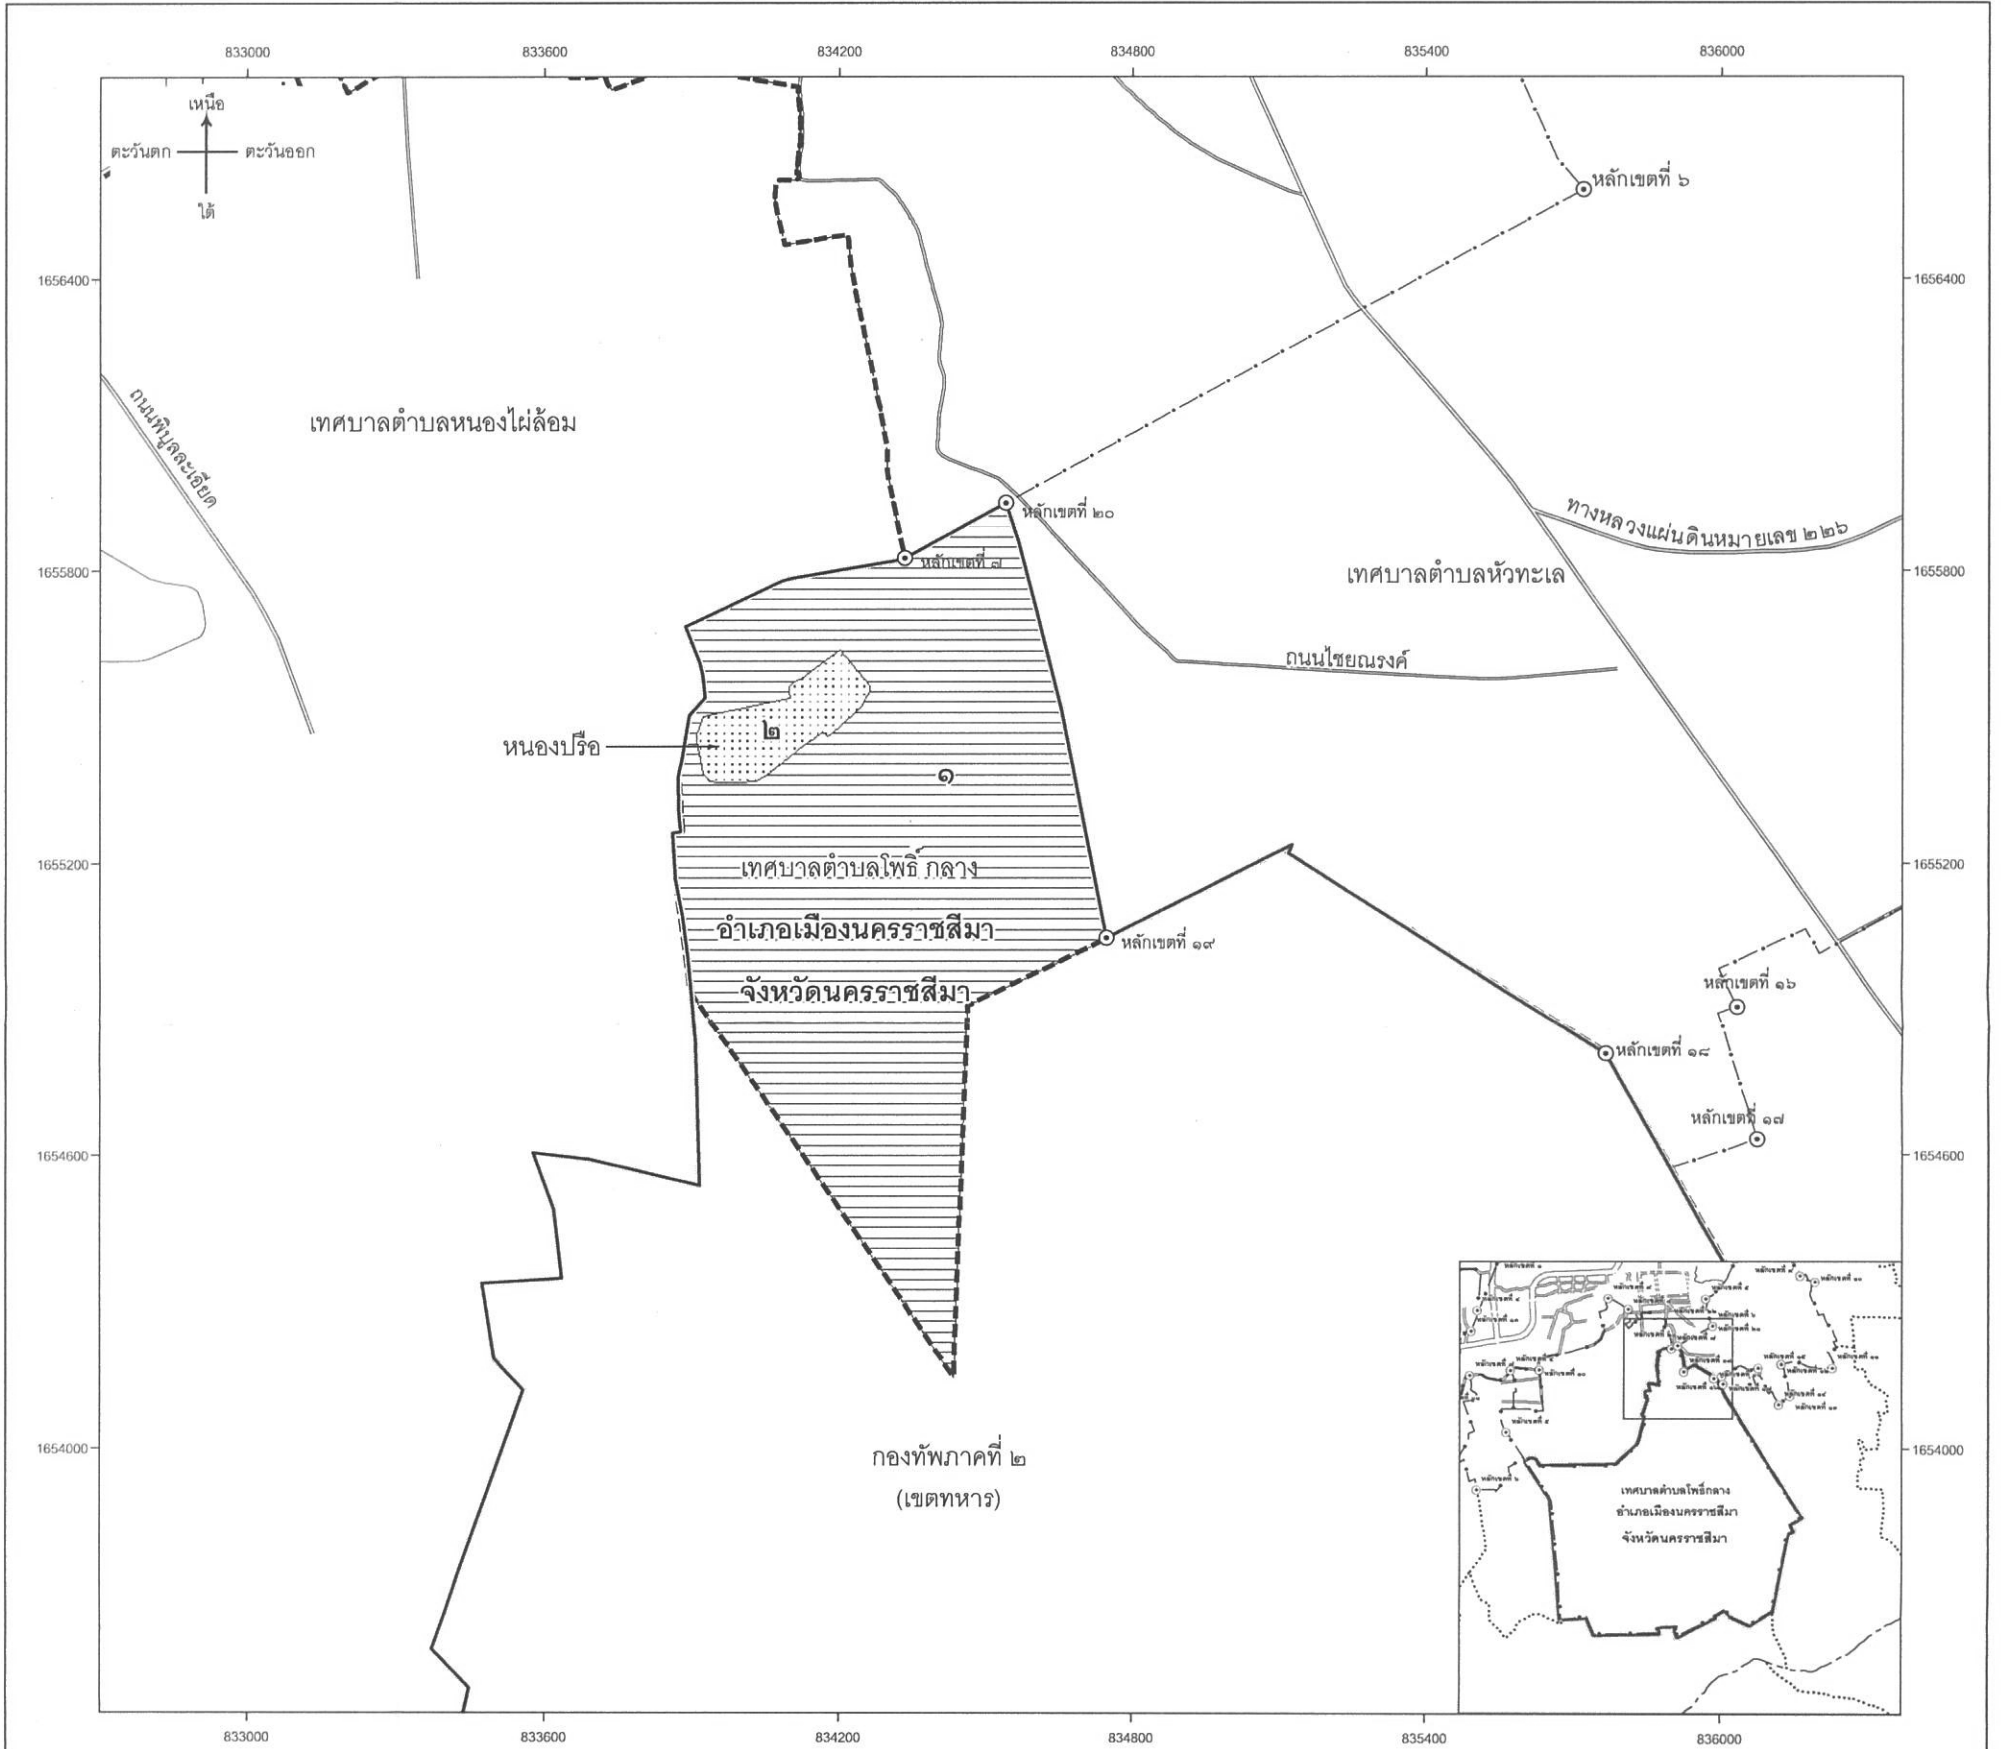 833000 833600 834200 834800 835400 836000
เหนือ
ตะวันตก ตะวันออก
ใต้
หลักเขตที่ ๖
1656400 1656400
ถนนพิบูลละเอียด
เทศบาลตำบลหนองไผ่ล้อม
หลักเขตที่ ๒๐
ทางหลวงแผ่นดินหมายเลข ๒๒๖
หลักเขตที่ ๗
1655800 1655800
เทศบาลตำบลหัวทะเล
ถนนไชยณรงค์
๒
หนองปรือ
๑
1655200 1655200
เทศบาลตำบลโพธิ์กลาง
อำเภอเมืองนครราชสีมา
หลักเขตที่ ๑๙
จังหวัดนครราชสีมา
หลักเขตที่ ๑๖
หลักเขตที่ ๑๘
หลักเขตที่ ๑๗
1654600 1654600
1654000 1654000
กองทัพภาคที่ ๒
(เขตทหาร)
เทศบาลตำบลโพธิ์กลาง
อำเภอเมืองนครราชสีมา
จังหวัดนครราชสีมา
833000 833600 834200 834800 835400 836000